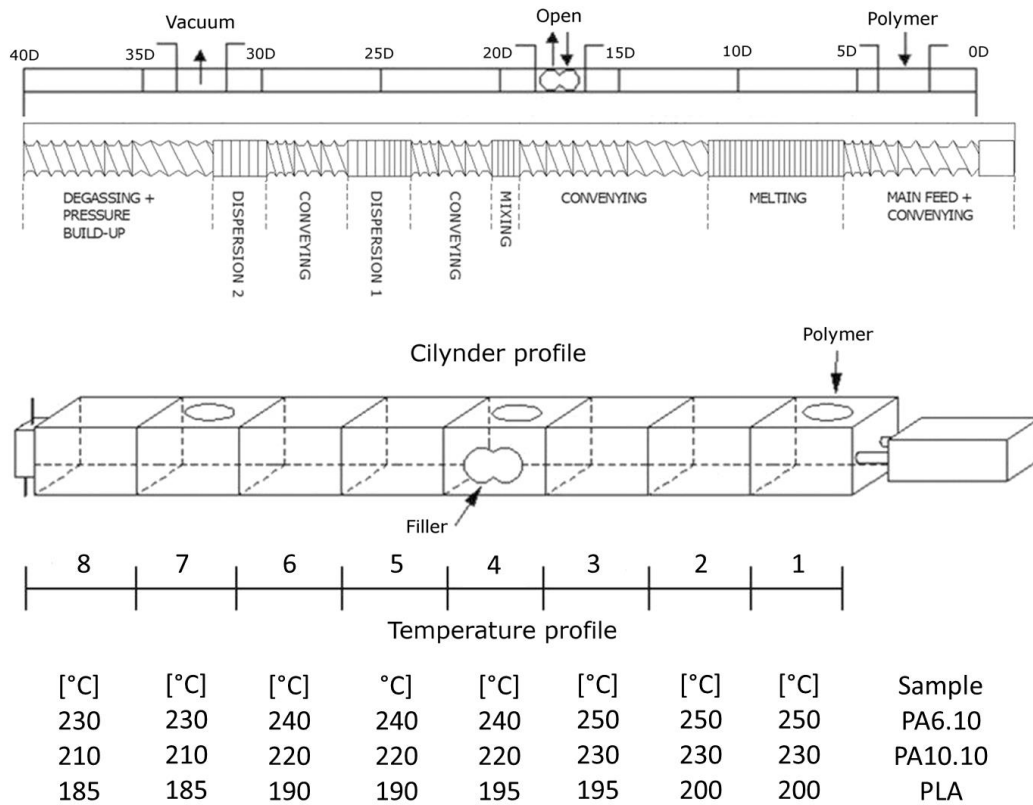 Vacuum Open Polymer
40D 35D 30D 25D 20D 15D 10D 5D 0D
DEGASSING +
PRESSURE
BUILD-UP
DISPERSION 2
CONVEYING
DISPERSION 1
CONVEYING
MIXING
CONVENYING
MELTING
MAIN FEED +
CONVENYING
Polymer
Cilynder profile
Filler
8 7 6 5 4 3 2 1
Temperature profile
[°C] [°C] [°C] °C] [°C] [°C] [°C] [°C] Sample
230 230 240 240 240 250 250 250 PA6.10
210 210 220 220 220 230 230 230 PA10.10
185 185 190 190 195 195 200 200 PLA